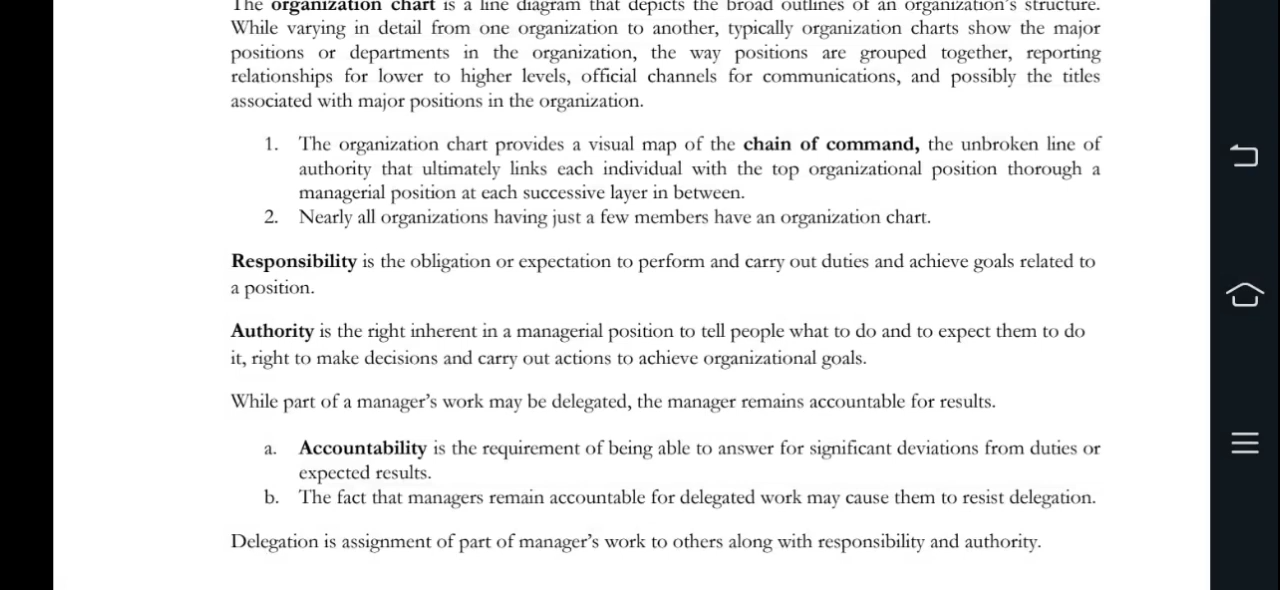 The organization chart is a line diagram that depicts the broad outlines of an organization's structure.
While varying in detail from one organization to another, typically organization charts show the major
positions or departments in the organization, the way positions are grouped together, reporting
relationships for lower to higher levels, official channels for communications, and possibly the titles
associated with major positions in the organization.
1. The organization chart provides a visual map of the chain of command, the unbroken line of
authority that ultimately links each individual with the top organizational position thorough a
managerial position at each successive layer in between.
2. Nearly all organizations having just a few members have an organization chart.
Responsibility is the obligation or expectation to perform and carry out duties and achieve goals related to
a position.
Authority is the right inherent in a managerial position to tell people what to do and to expect them to do
it, right to make decisions and carry out actions to achieve organizational goals.
While part of a manager's work may be delegated, the manager remains accountable for results.
a. Accountability is the requirement of being able to answer for significant deviations from duties or
expected results.
b. The fact that managers remain accountable for delegated work may cause them to resist delegation.
Delegation is assignment of part of manager's work to others along with responsibility and authority.